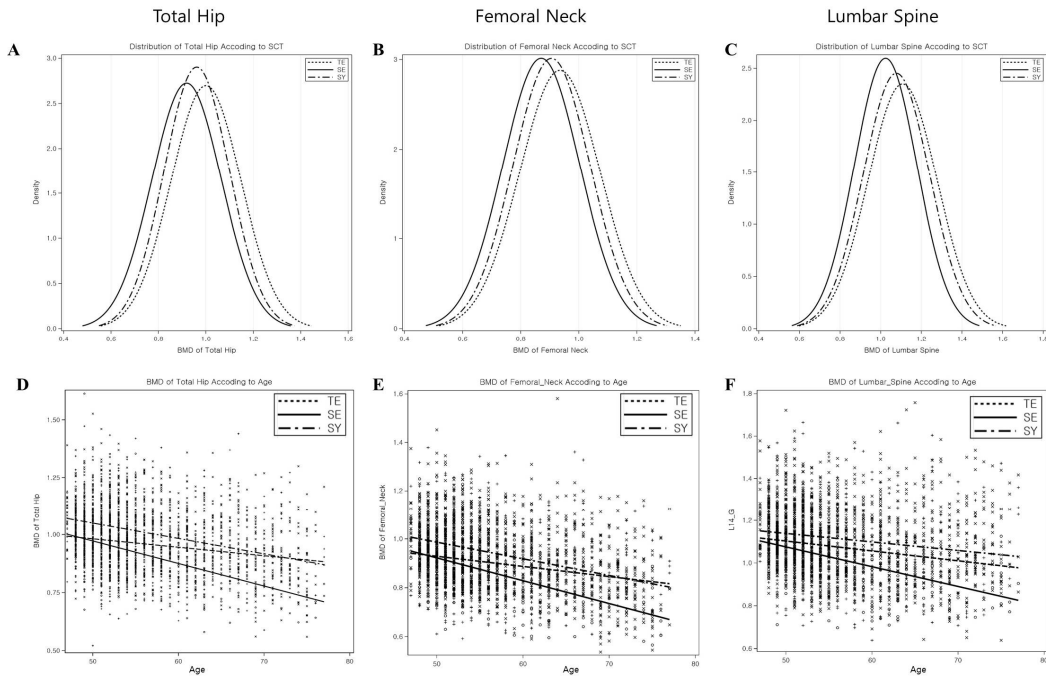 Total Hip
Femoral Neck
Lumbar Spine
A
Distribution of Total Hip Accoding to SCT
TE
SE
SY
3.0
2.5
2.0
1.5
1.0
0.5
0.0
Density
0.4
0.6
0.8
1.0
1.2
1.4
1.6
BMD of Total Hip
B
Distribution of Femoral Neck Accoding to SCT
TE
SE
SY
3
2
1
0
Density
0.4
0.6
0.8
1.0
1.2
1.4
BMD of Femoral Neck
C
Distribution of Lumbar Spine Accoding to SCT
TE
SE
SY
2.5
2.0
1.5
1.0
0.5
0.0
Density
0.4
0.6
0.8
1.0
1.2
1.4
1.6
1.8
BMD of Lumbar Spine
D
BMD of Total Hip Accoding to Age
TE
SE
SY
1.50
1.25
1.00
0.75
0.50
BMD of Total Hip
50
60
70
80
Age
E
BMD of Femoral_Neck Accoding to Age
TE
SE
SY
1.6
1.4
1.2
1.0
0.8
0.6
BMD of Femoral_Neck
50
60
70
80
Age
F
BMD of Lumbar_Spine Accoding to Age
TE
SE
SY
1.8
1.6
1.4
1.2
1.0
0.8
0.6
L14_G
50
60
70
80
Age